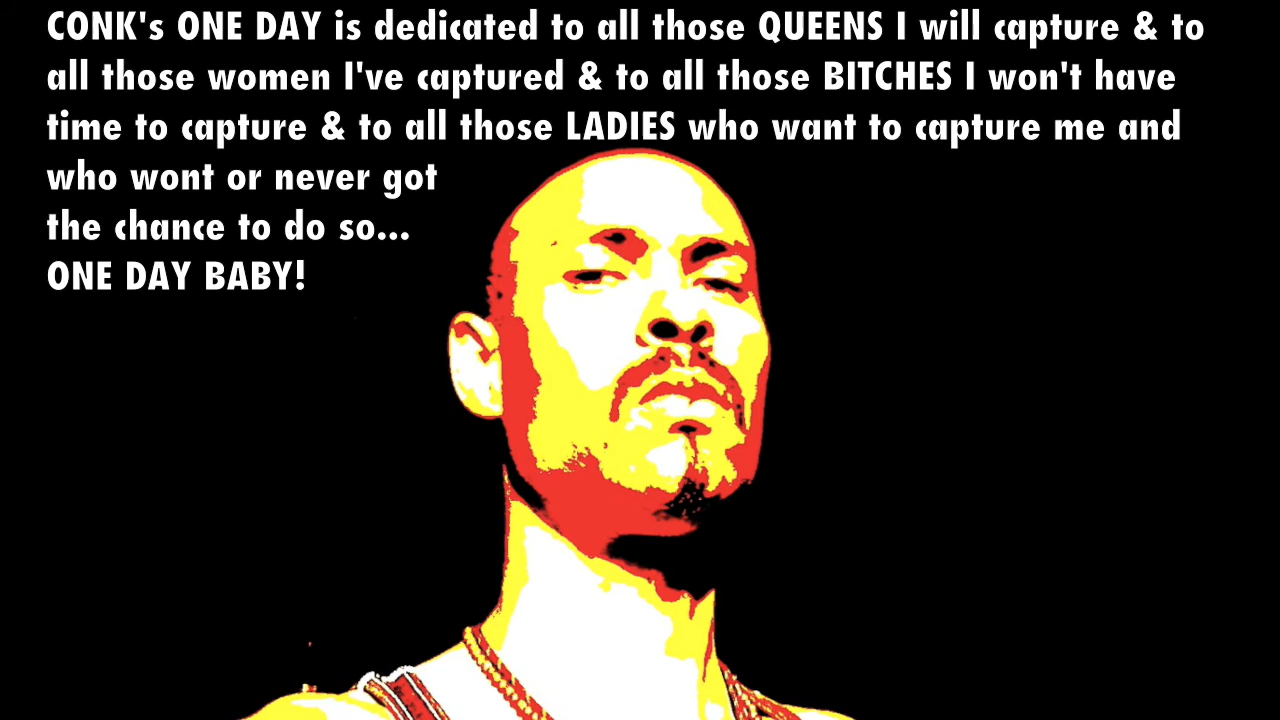 CONK's ONE DAY is dedicated to all those QUEENS I will capture & to
all those women I've captured & to all those BITCHES I won't have
time to capture & to all those LADIES who want to capture me and
who wont or never got
the chance to do so...
ONE DAY BABY!